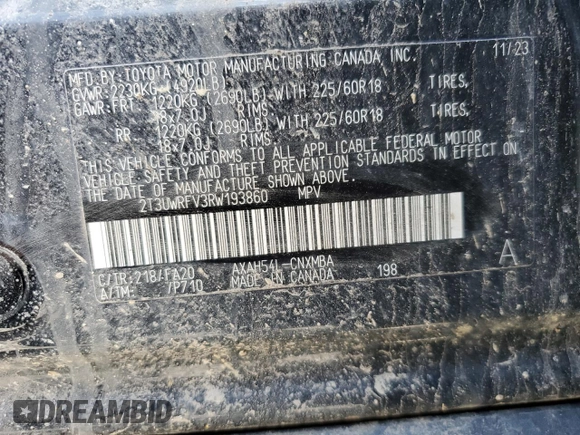 MFD. BY: TOYOTA MOTOR MANUFACTURING CANADA, INC. 11/23
GVWR: 2230KG (4920LB)
GAWR: FRT 1220KG (2690LB) WITH 225/60R18 TIRES,
18x7.0J RIMS
RR 1220KG (2690LB) WITH 225/60R18 TIRES,
18x7.0J RIMS.
THIS VEHICLE CONFORMS TO ALL APPLICABLE FEDERAL MOTOR
VEHICLE SAFETY AND THEFT PREVENTION STANDARDS IN EFFECT ON
THE DATE OF MANUFACTURE SHOWN ABOVE.
2T3UWRFV3RW193860 MPV
C/TR:218/FA20 AXAH54L CNXMBA A
A/TM: /P710 MADE IN CANADA 198
DREAMBID